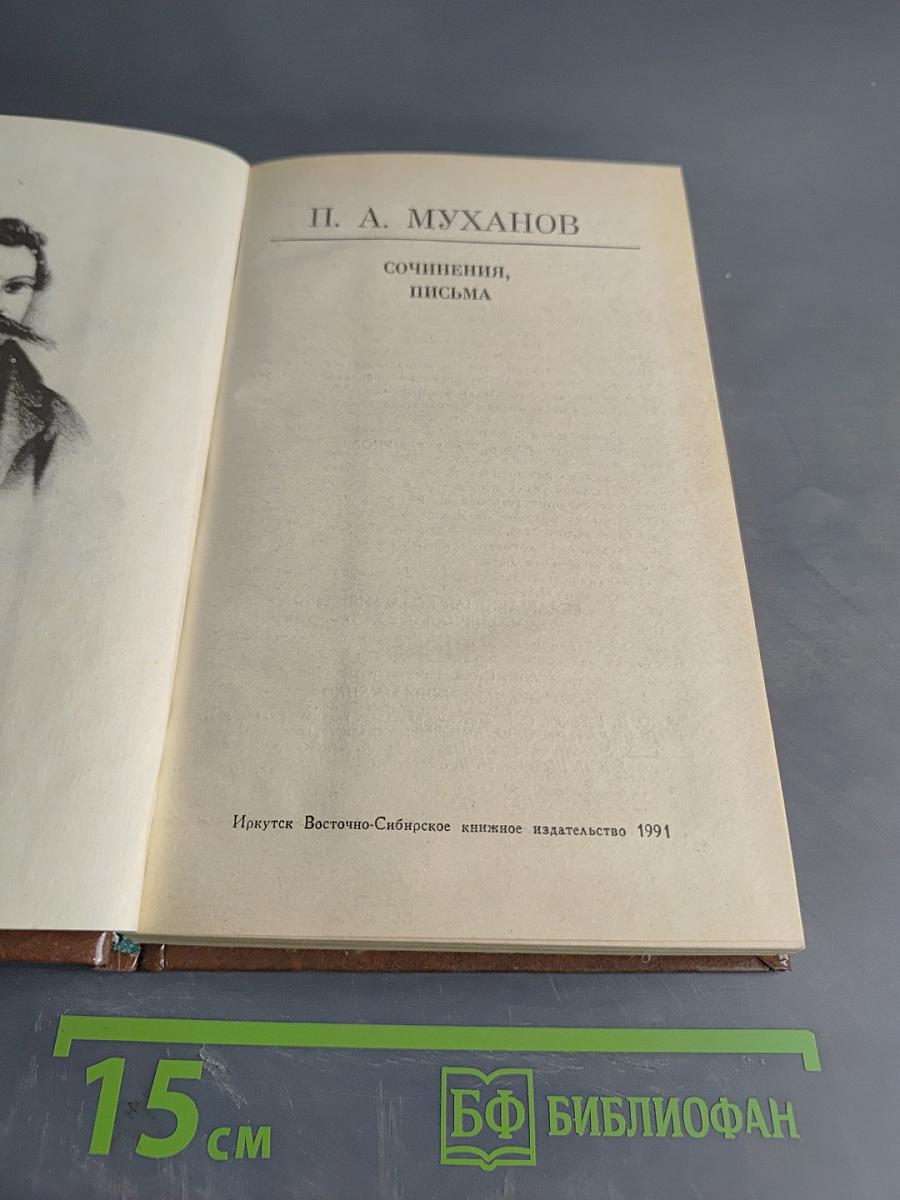 П. А. МУХАНОВ
СОЧИНЕНИЯ,
ПИСЬМА
Иркутск Восточно-Сибирское книжное издательство 1991
15 см
БФ БИБЛИОФАН